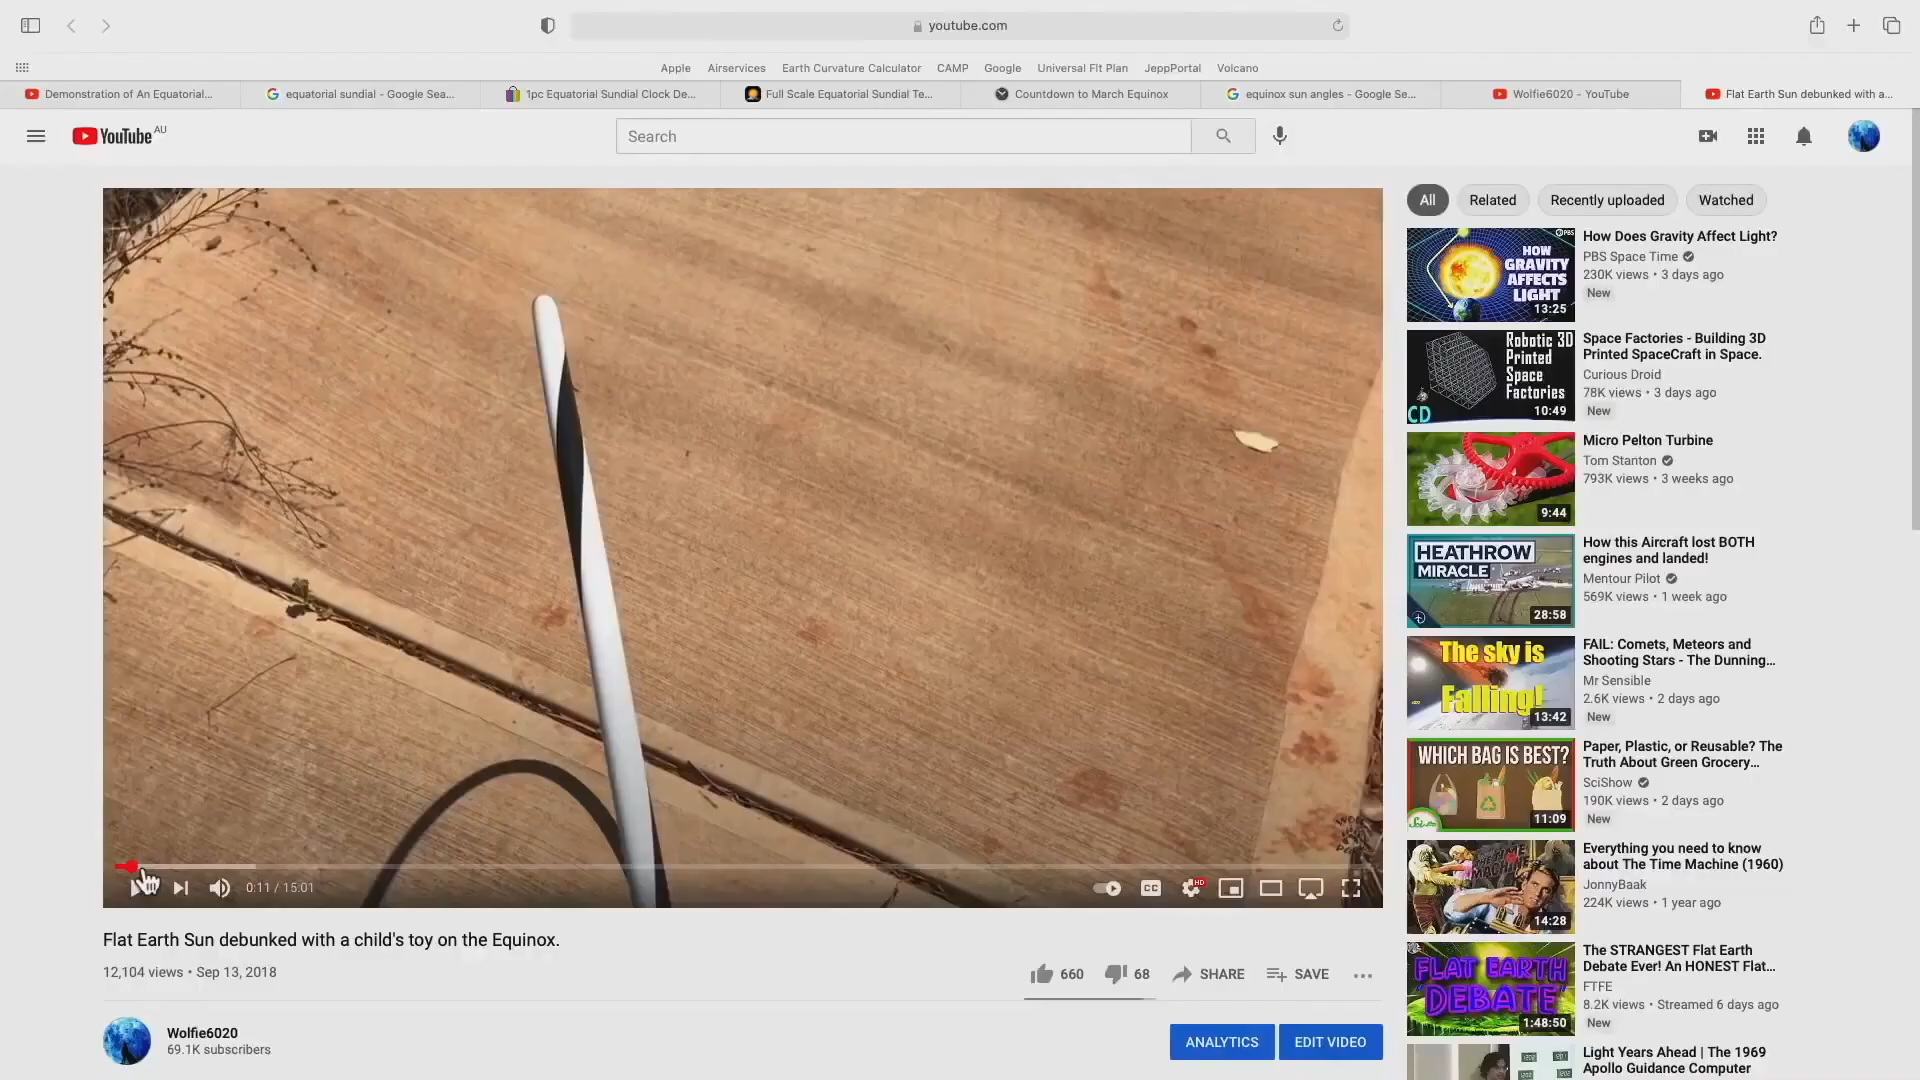 youtube.com
Apple Airservices Earth Curvature Calculator CAMP Google Universal Flt Plan JeppPortal Volcano
Demonstration of An Equatorial... equatorial sundial - Google Sea... 1pc Equatorial Sundial Clock De... Full Scale Equatorial Sundial Te... Countdown to March Equinox equinox sun angles - Google Se... Wolfie6020 - YouTube Flat Earth Sun debunked with a...
YouTube AU
Search
All Related Recently uploaded Watched
HOW GRAVITY AFFECTS LIGHT
PBS
13:25
How Does Gravity Affect Light?
PBS Space Time
230K views • 3 days ago
New
Robotic 3D
Printed
Space
Factories
CD
10:49
Space Factories - Building 3D
Printed SpaceCraft in Space.
Curious Droid
78K views • 3 days ago
New
9:44
Micro Pelton Turbine
Tom Stanton
793K views • 3 weeks ago
HEATHROW
MIRACLE
28:58
How this Aircraft lost BOTH
engines and landed!
Mentour Pilot
569K views • 1 week ago
The sky is
Falling!
13:42
FAIL: Comets, Meteors and
Shooting Stars - The Dunning...
Mr Sensible
2.6K views • 2 days ago
New
WHICH BAG IS BEST?
11:09
Paper, Plastic, or Reusable? The
Truth About Green Grocery...
SciShow
190K views • 2 days ago
New
14:28
Everything you need to know
about The Time Machine (1960)
JonnyBaak
224K views • 1 year ago
FLAT EARTH
"DEBATE"
1:48:50
The STRANGEST Flat Earth
Debate Ever! An HONEST Flat...
FTFE
8.2K views • Streamed 6 days ago
New
Light Years Ahead | The 1969
Apollo Guidance Computer
0:11 / 15:01
CC
HD
Flat Earth Sun debunked with a child's toy on the Equinox.
12,104 views • Sep 13, 2018
660 68 SHARE SAVE
Wolfie6020
69.1K subscribers
ANALYTICS EDIT VIDEO